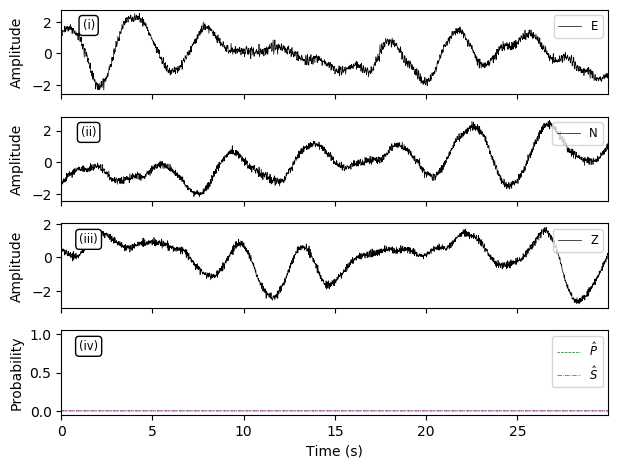 (i)
E
Amplitude
2
0
−2
(ii)
N
Amplitude
2
0
−2
(iii)
Z
Amplitude
2
0
−2
(iv)
P̂
Ŝ
Probability
1.0
0.5
0.0
0 5 10 15 20 25
Time (s)